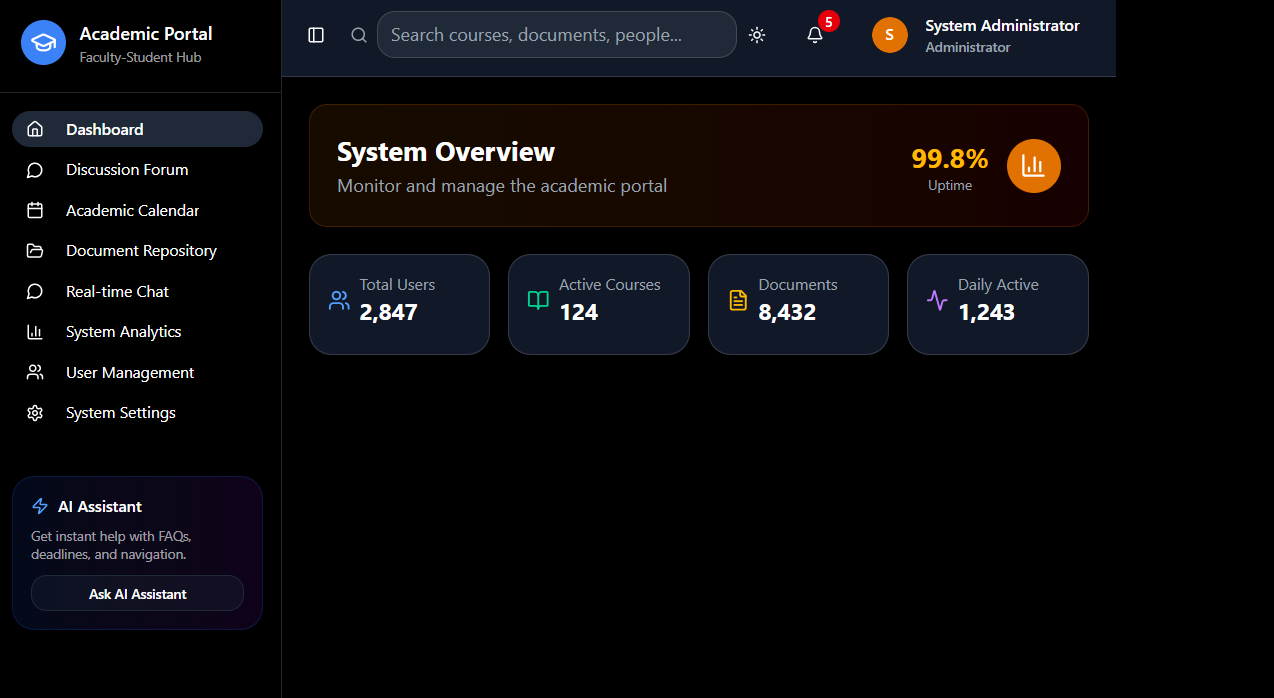 Academic Portal
Faculty-Student Hub
Search courses, documents, people...
5
S
System Administrator
Administrator
Dashboard
Discussion Forum
Academic Calendar
Document Repository
Real-time Chat
System Analytics
User Management
System Settings
AI Assistant
Get instant help with FAQs,
deadlines, and navigation.
Ask AI Assistant
System Overview
Monitor and manage the academic portal
99.8%
Uptime
Total Users
2,847
Active Courses
124
Documents
8,432
Daily Active
1,243